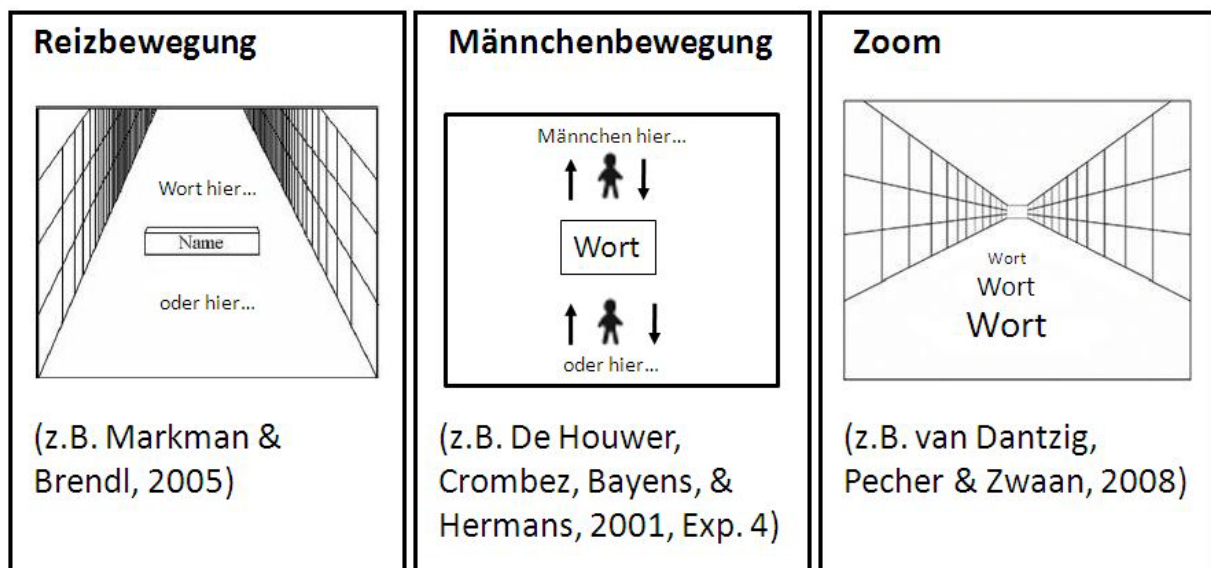 Reizbewegung
Wort hier...
Name
oder hier...
(z.B. Markman &
Brendl, 2005)
Männchenbewegung
Männchen hier...
Wort
oder hier...
(z.B. De Houwer,
Crombez, Bayens, &
Hermans, 2001, Exp. 4)
Zoom
Wort
Wort
Wort
(z.B. van Dantzig,
Pecher & Zwaan, 2008)